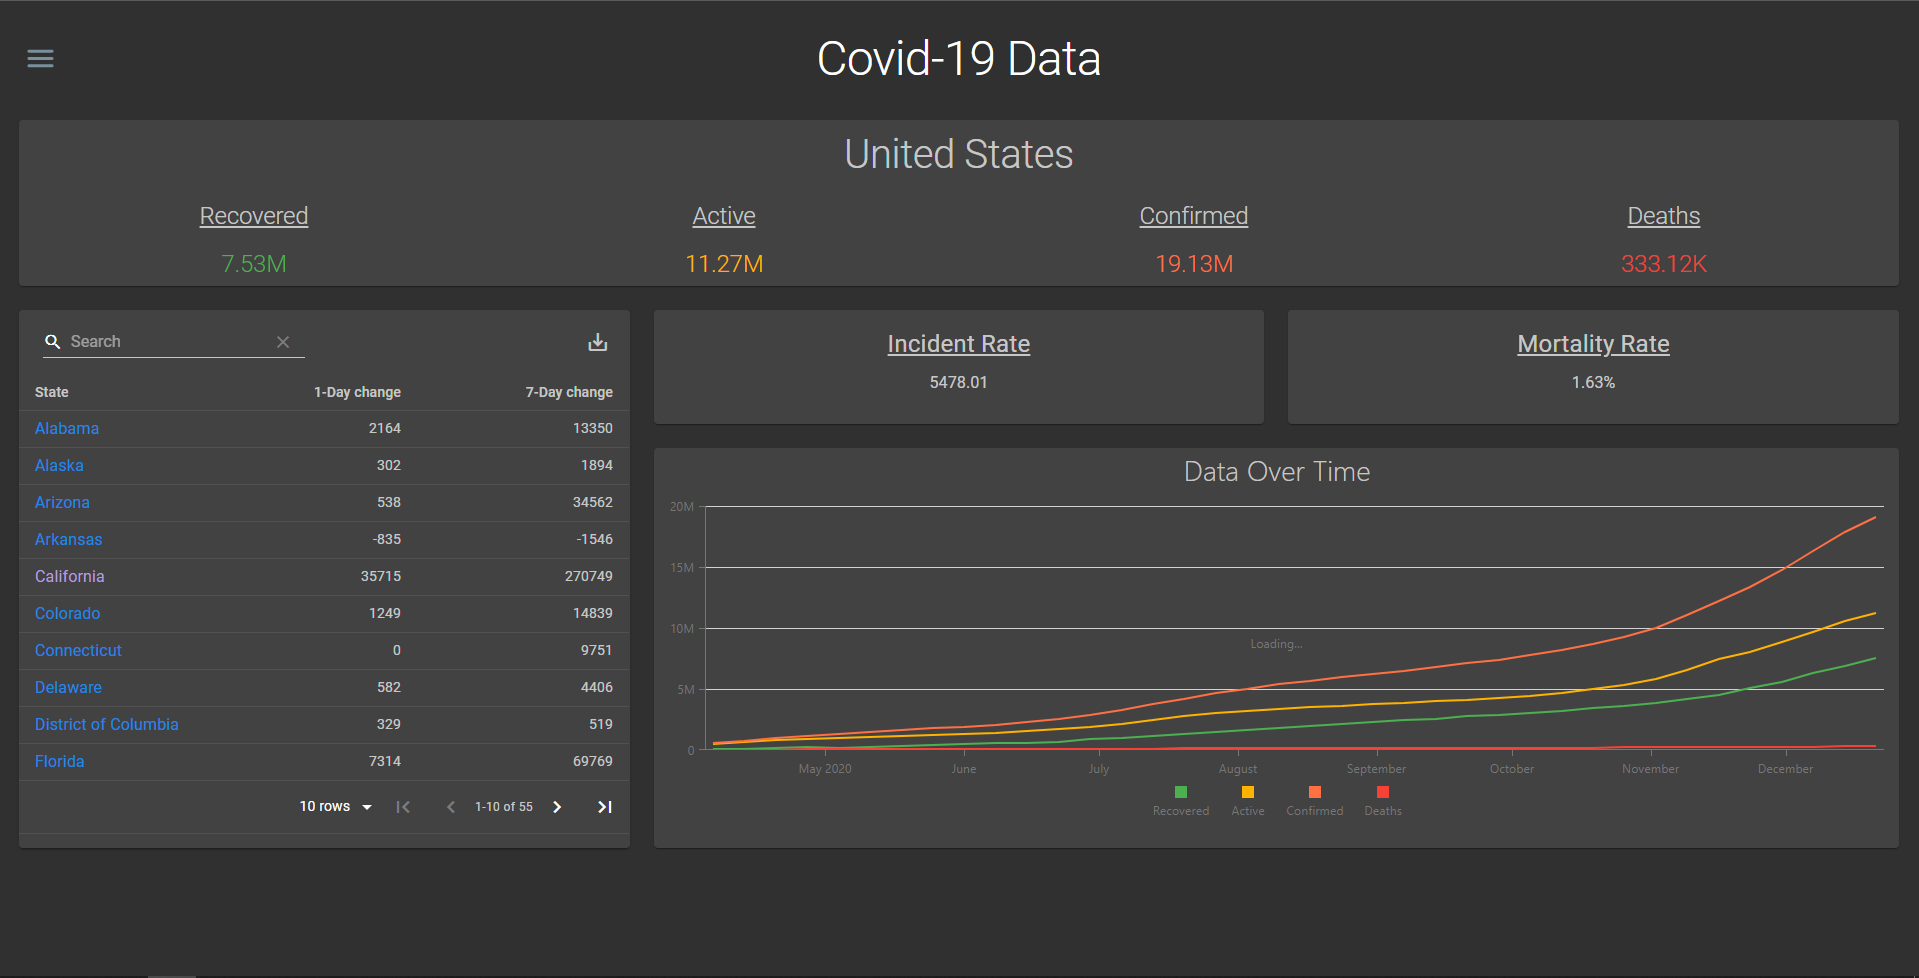 Covid-19 Data
United States
Recovered Active Confirmed Deaths
7.53M 11.27M 19.13M 333.12K
Search
State 1-Day change 7-Day change
Alabama 2164 13350
Alaska 302 1894
Arizona 538 34562
Arkansas -835 -1546
California 35715 270749
Colorado 1249 14839
Connecticut 0 9751
Delaware 582 4406
District of Columbia 329 519
Florida 7314 69769
10 rows 1-10 of 55
Incident Rate
5478.01
Mortality Rate
1.63%
Data Over Time
20M
15M
10M
5M
0
Loading...
May 2020 June July August September October November December
Recovered Active Confirmed Deaths